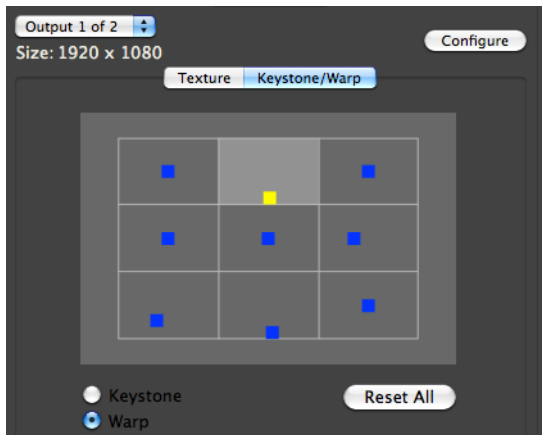 Output 1 of 2
Configure
Size: 1920 x 1080
Texture
Keystone/Warp
Keystone
Reset All
Warp